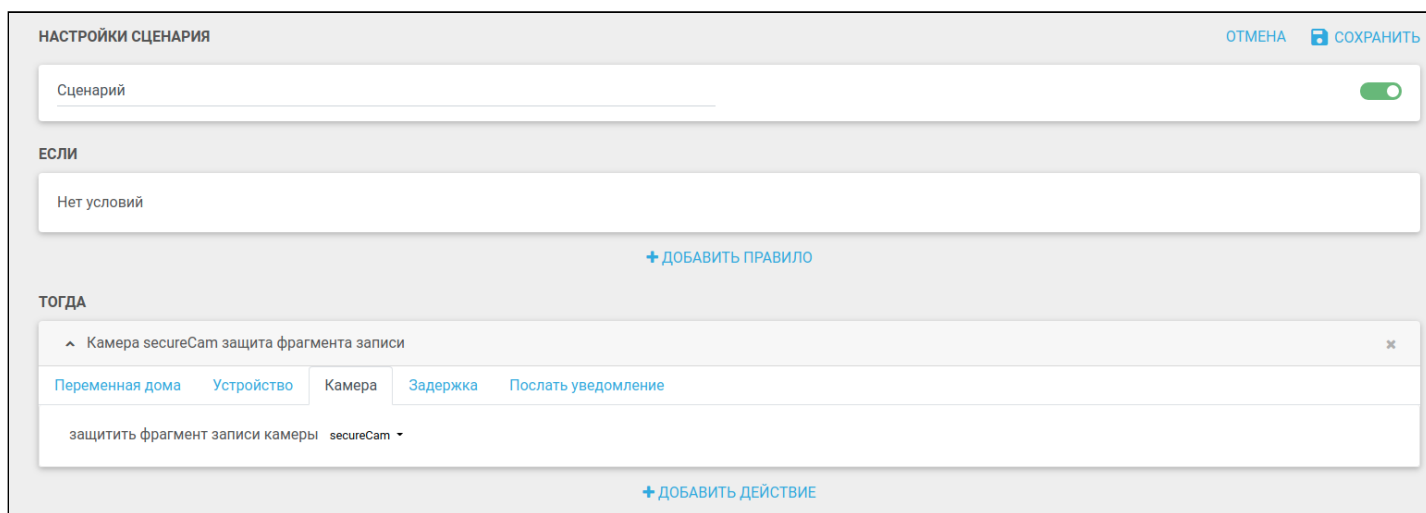 НАСТРОЙКИ СЦЕНАРИЯ ОТМЕНА СОХРАНИТЬ
Сценарий
ЕСЛИ
Нет условий
+ ДОБАВИТЬ ПРАВИЛО
ТОГДА
Камера secureCam защита фрагмента записи
Переменная дома Устройство Камера Задержка Послать уведомление
защитить фрагмент записи камеры secureCam
+ ДОБАВИТЬ ДЕЙСТВИЕ